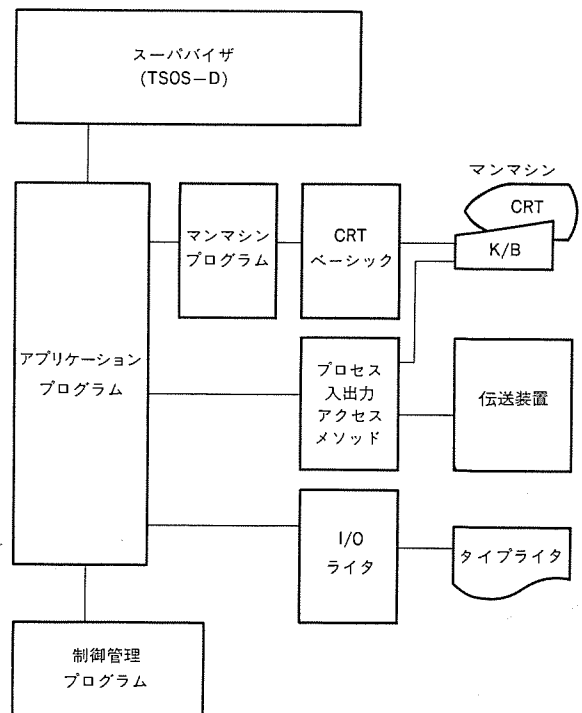 スーパバイザ
(TSOS-D)
マンマシン
CRT
K/B
マンマシン
プログラム
CRT
ベーシック
アプリケーション
プログラム
プロセス
入出力
アクセス
メソッド
伝送装置
I/O
ライタ
タイプライタ
制御管理
プログラム